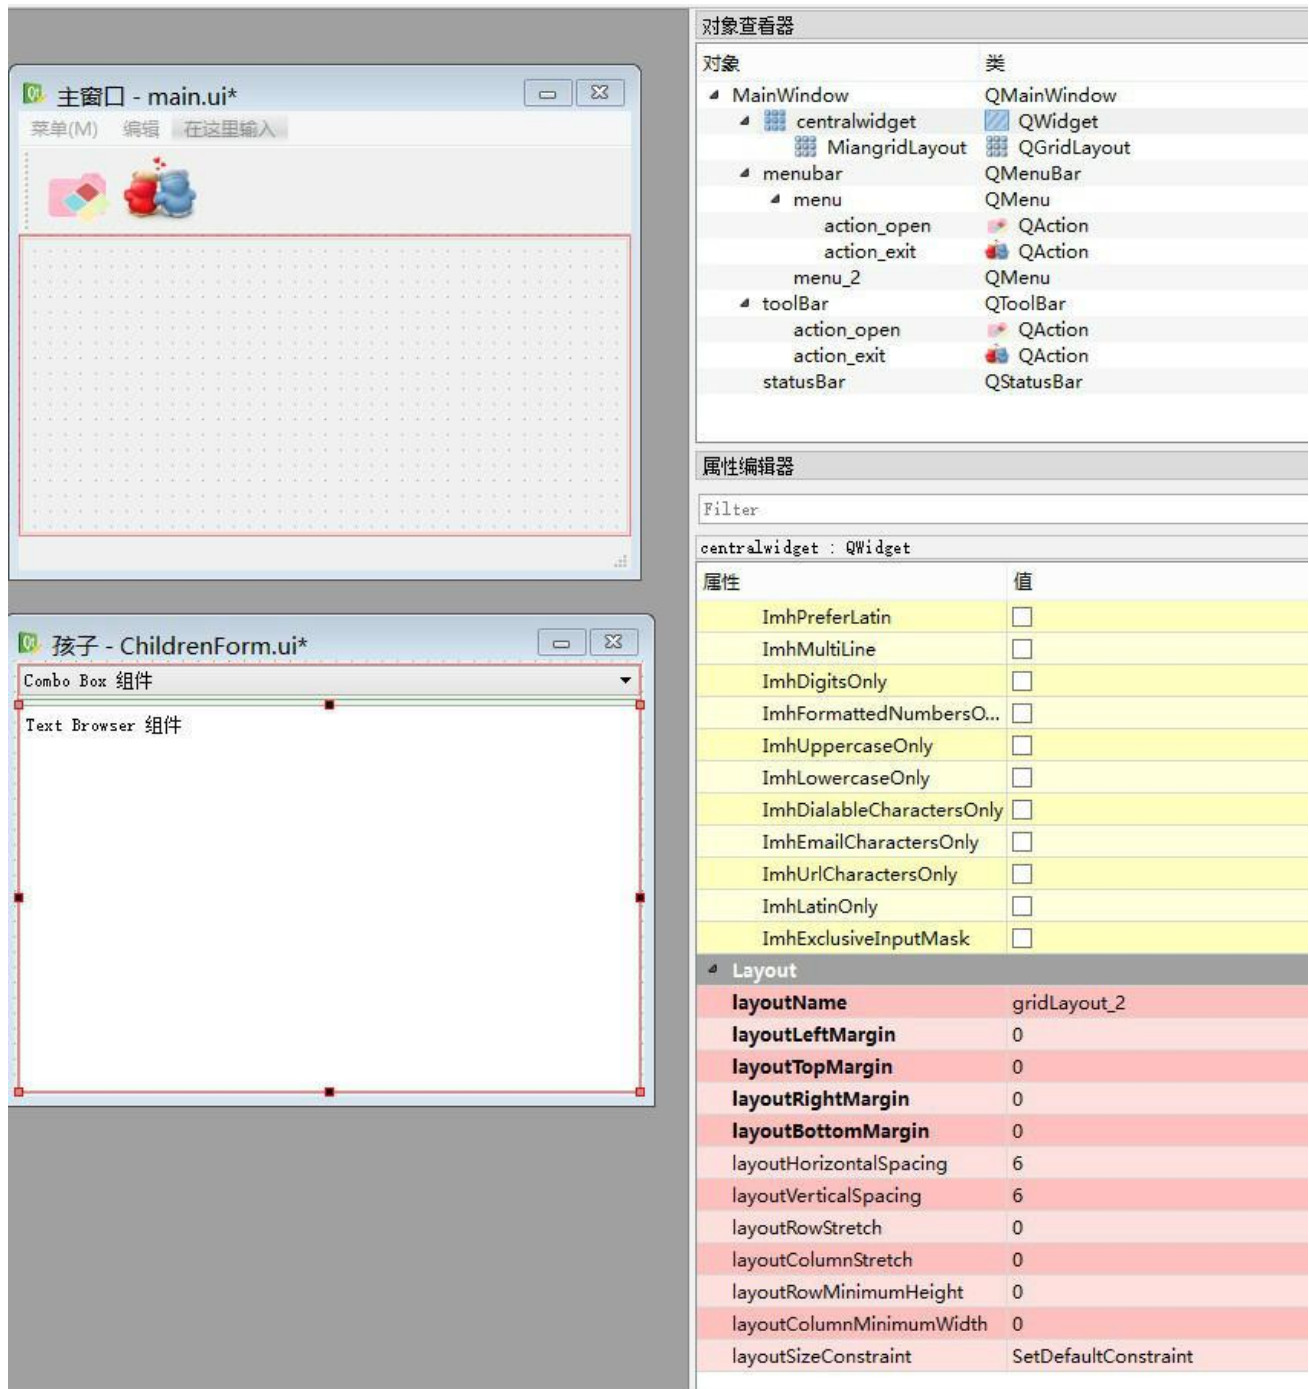 主窗口 - main.ui*
菜单(M) 编辑 在这里输入
孩子 - ChildrenForm.ui*
Combo Box 组件
Text Browser 组件
对象查看器
对象 类
MainWindow QMainWindow
centralwidget QWidget
MiangridLayout QGridLayout
menubar QMenuBar
menu QMenu
action_open QAction
action_exit QAction
menu_2 QMenu
toolBar QToolBar
action_open QAction
action_exit QAction
statusBar QStatusBar
属性编辑器
Filter
centralwidget : QWidget
属性 值
ImhPreferLatin
ImhMultiLine
ImhDigitsOnly
ImhFormattedNumbersO...
ImhUppercaseOnly
ImhLowercaseOnly
ImhDialableCharactersOnly
ImhEmailCharactersOnly
ImhUrlCharactersOnly
ImhLatinOnly
ImhExclusiveInputMask
Layout
layoutName gridLayout_2
layoutLeftMargin 0
layoutTopMargin 0
layoutRightMargin 0
layoutBottomMargin 0
layoutHorizontalSpacing 6
layoutVerticalSpacing 6
layoutRowStretch 0
layoutColumnStretch 0
layoutRowMinimumHeight 0
layoutColumnMinimumWidth 0
layoutSizeConstraint SetDefaultConstraint